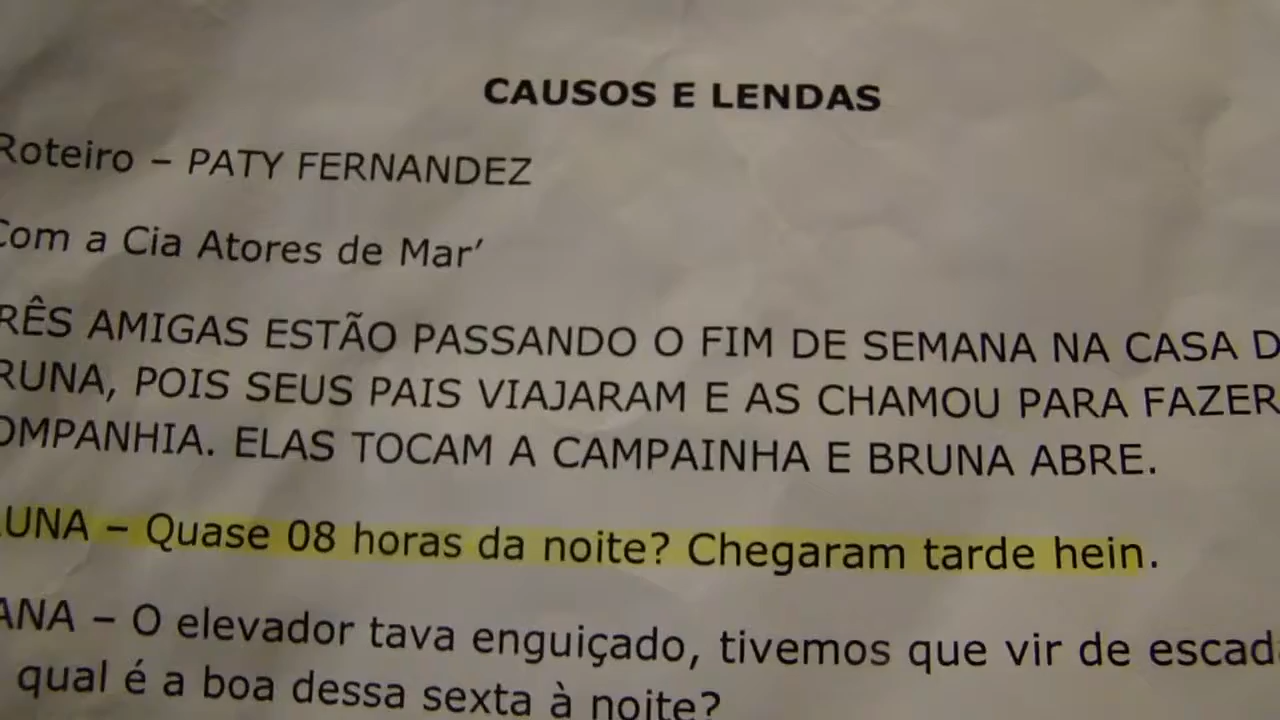 CAUSOS E LENDAS
Roteiro – PATY FERNANDEZ
Com a Cia Atores de Mar’
RÊS AMIGAS ESTÃO PASSANDO O FIM DE SEMANA NA CASA D
RUNA, POIS SEUS PAIS VIAJARAM E AS CHAMOU PARA FAZER
OMPANHIA. ELAS TOCAM A CAMPAINHA E BRUNA ABRE.
UNA – Quase 08 horas da noite? Chegaram tarde hein.
ANA – O elevador tava enguiçado, tivemos que vir de escad
qual é a boa dessa sexta à noite?